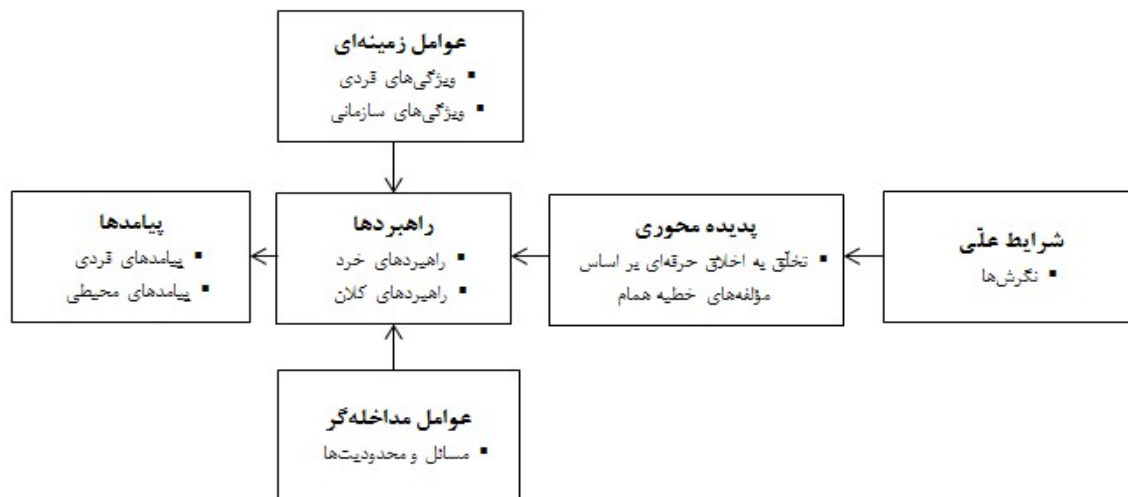 عوامل زمینه‌ای
▪ ویژگی‌های فردی
▪ ویژگی‌های سازمانی
شرایط علّی
▪ نگرش‌ها
پدیده محوری
▪ تخلّق به اخلاق حرفه‌ای بر اساس
مؤلفه‌های خطبه همام
راهبردها
▪ راهبردهای خرد
▪ راهبردهای کلان
پیامدها
▪ پیامدهای فردی
▪ پیامدهای محیطی
عوامل مداخله‌گر
▪ مسائل و محدودیت‌ها